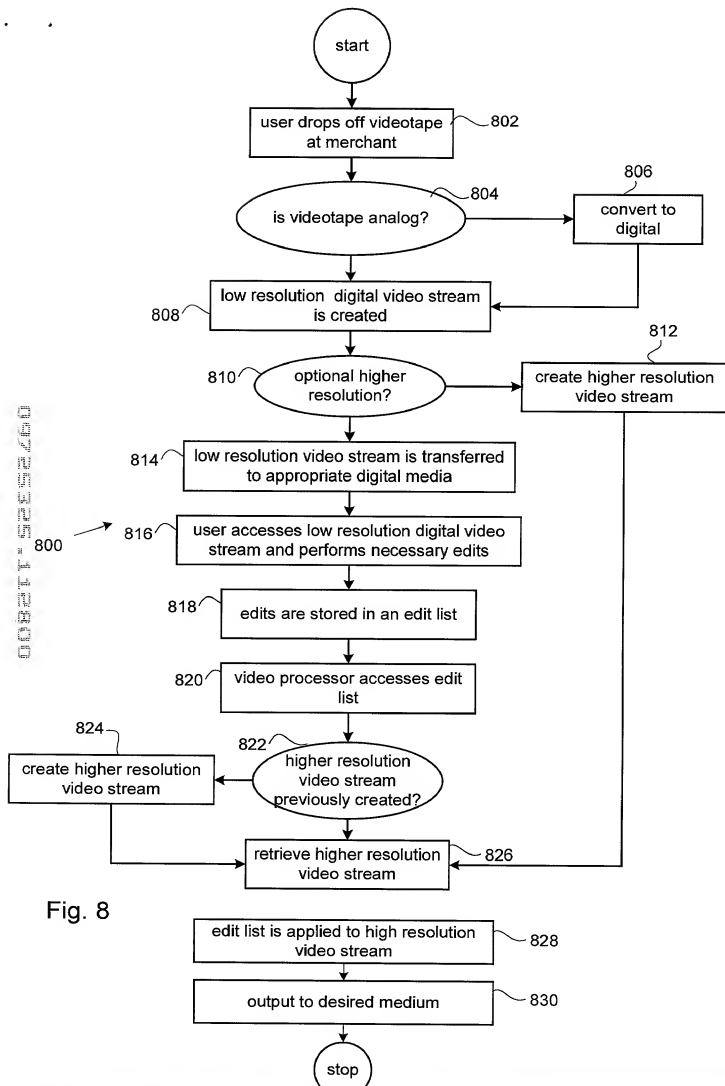 start
user drops off videotape
at merchant
802
804
is videotape analog?
806
convert to
digital
low resolution digital video stream
is created
808
810
optional higher
resolution?
812
create higher resolution
video stream
814
low resolution video stream is transferred
to appropriate digital media
800
816
user accesses low resolution digital video
stream and performs necessary edits
818
edits are stored in an edit list
820
video processor accesses edit
list
822
higher resolution
video stream
previously created?
824
create higher resolution
video stream
retrieve higher resolution
video stream
826
Fig. 8
edit list is applied to high resolution
video stream
828
output to desired medium
830
stop
09725325.112800